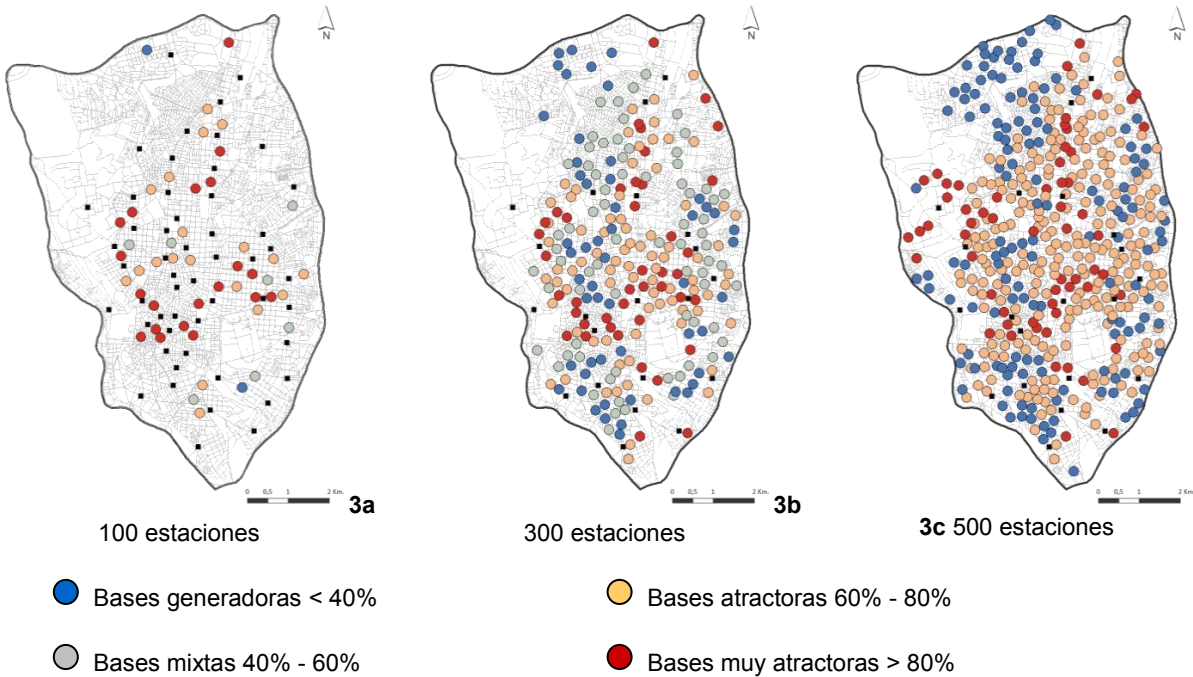 N
N
N
0 0,5 1 2 Km.
3a
0 0,5 1 2 Km.
3b
0 0,5 1 2 Km.
100 estaciones
300 estaciones
3c 500 estaciones
Bases generadoras < 40%
Bases atractoras 60% - 80%
Bases mixtas 40% - 60%
Bases muy atractoras > 80%